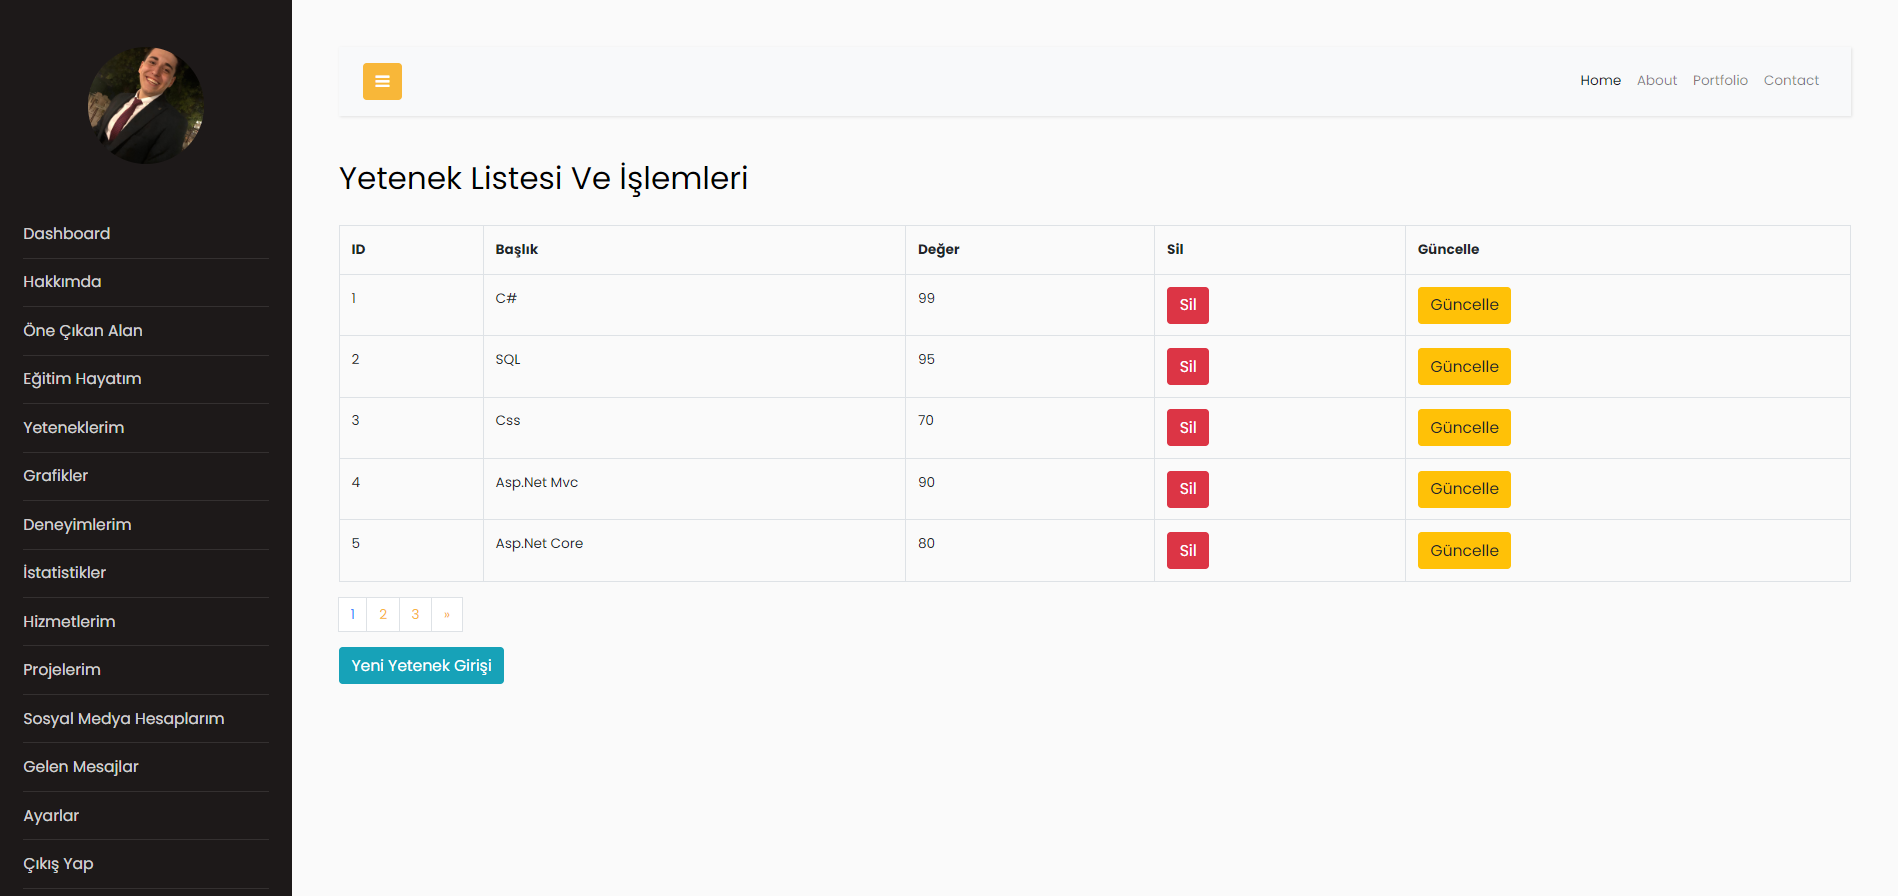 Home About Portfolio Contact
Dashboard
Hakkımda
Öne Çıkan Alan
Eğitim Hayatım
Yeteneklerim
Grafikler
Deneyimlerim
İstatistikler
Hizmetlerim
Projelerim
Sosyal Medya Hesaplarım
Gelen Mesajlar
Ayarlar
Çıkış Yap
Yetenek Listesi Ve İşlemleri
ID Başlık Değer Sil Güncelle
1 C# 99 Sil Güncelle
2 SQL 95 Sil Güncelle
3 Css 70 Sil Güncelle
4 Asp.Net Mvc 90 Sil Güncelle
5 Asp.Net Core 80 Sil Güncelle
1 2 3 »
Yeni Yetenek Girişi